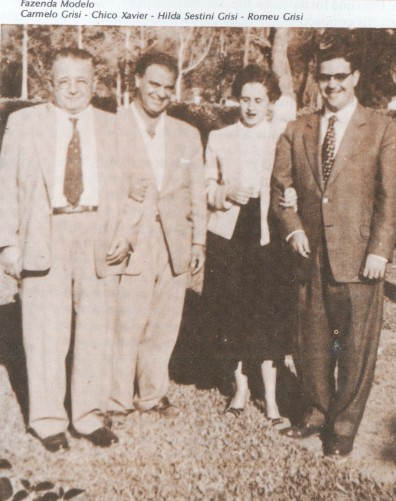 Fazenda Modelo
Carmelo Grisi - Chico Xavier - Hilda Sestini Grisi - Romeu Grisi